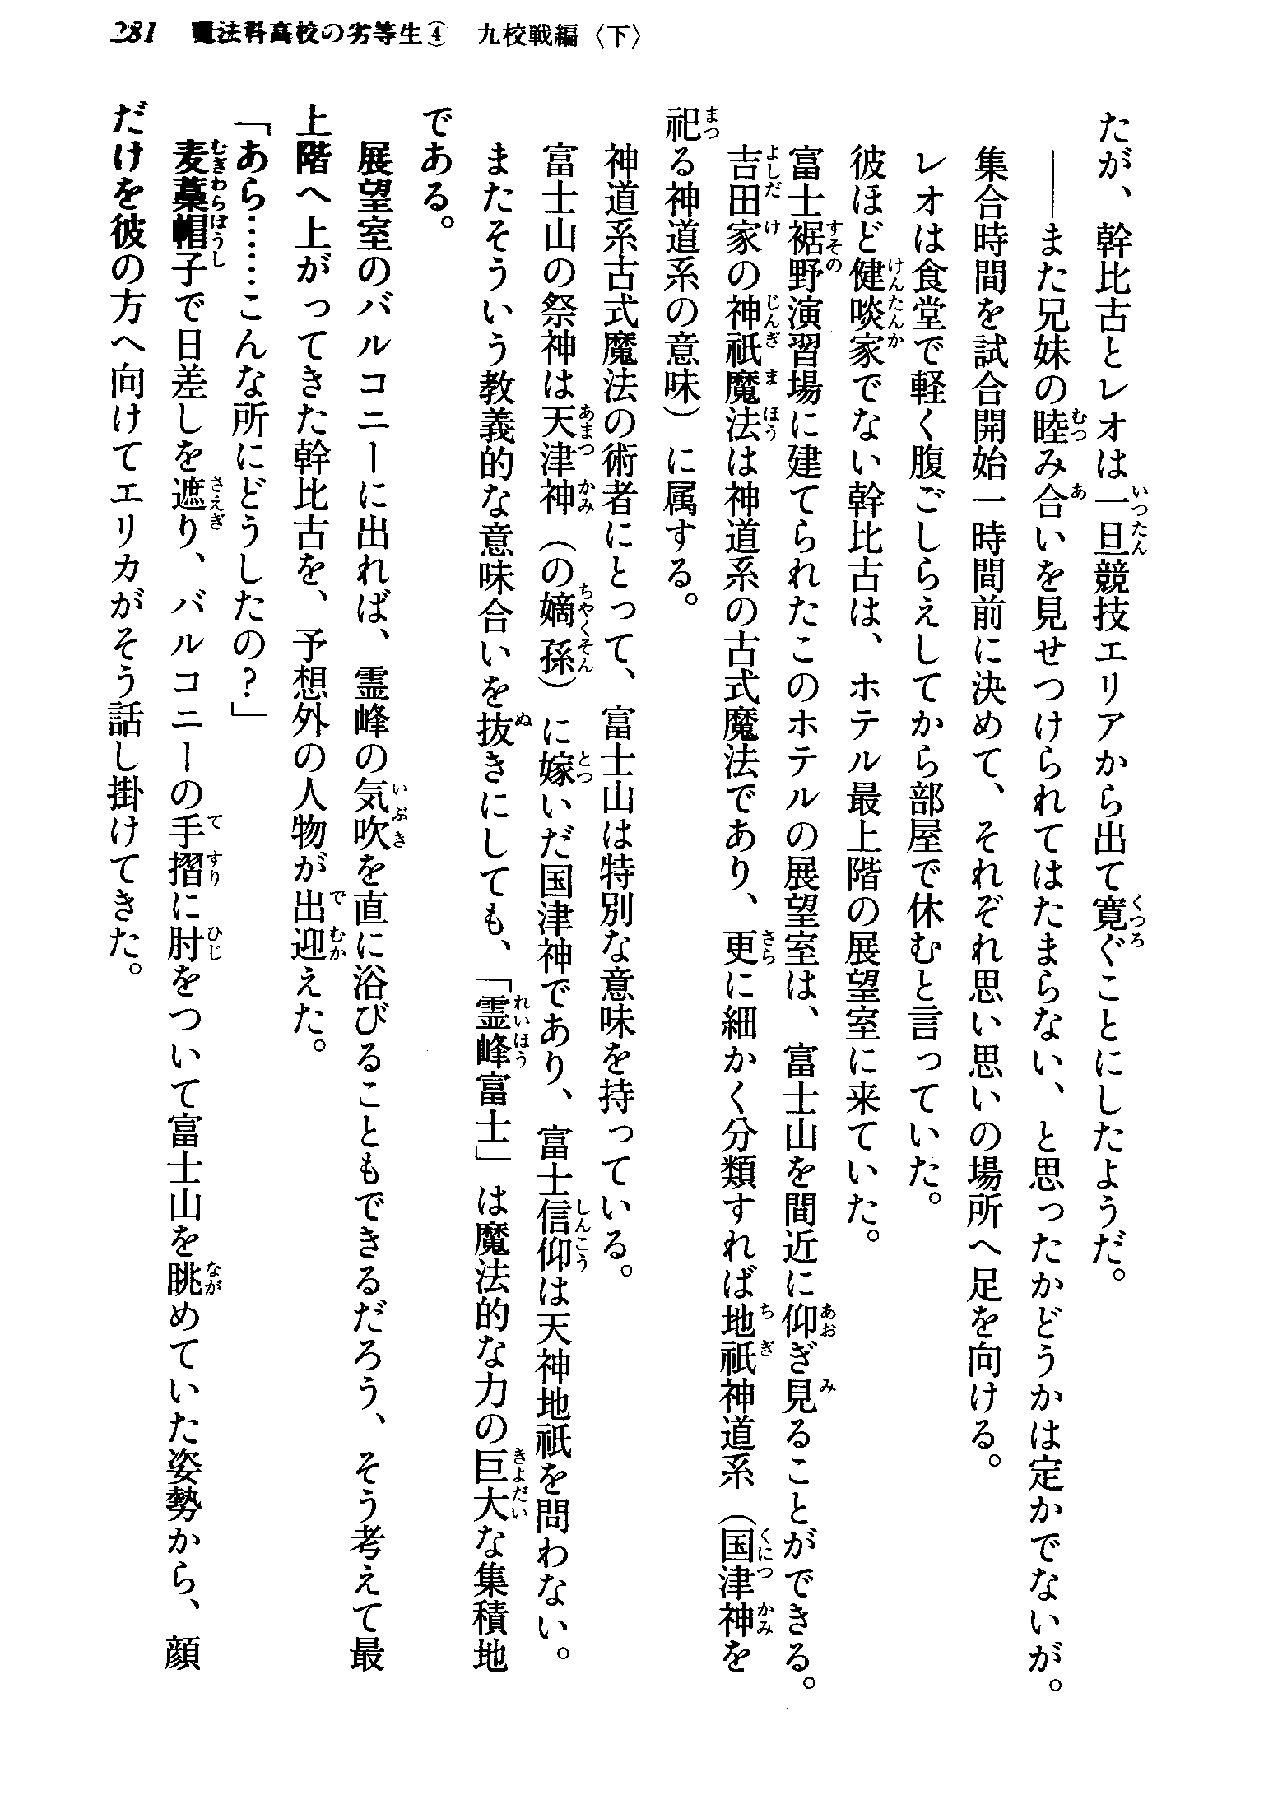 281　魔法科高校の劣等生④　九校戦編〈下〉
たが、幹比古とレオは一旦競技エリアから出て寛ぐことにしたようだ。
――また兄妹の睦み合いを見せつけられてはたまらない、と思ったかどうかは定かでないが。
集合時間を試合開始一時間前に決めて、それぞれ思い思いの場所へ足を向ける。
レオは食堂で軽く腹ごしらえしてから部屋で休むと言っていた。
彼ほど健啖家でない幹比古は、ホテル最上階の展望室に来ていた。
富士裾野演習場に建てられたこのホテルの展望室は、富士山を間近に仰ぎ見ることができる。
吉田家の神祇魔法は神道系の古式魔法であり、更に細かく分類すれば地祇神道系（国津神を
祀る神道系の意味）に属する。
神道系古式魔法の術者にとって、富士山は特別な意味を持っている。
富士山の祭神は天津神（の嫡孫）に嫁いだ国津神であり、富士信仰は天神地祇を問わない。
またそういう教義的な意味合いを抜きにしても、「霊峰富士」は魔法的な力の巨大な集積地
である。
展望室のバルコニーに出れば、霊峰の気吹を直に浴びることもできるだろう、そう考えて最
上階へ上がってきた幹比古を、予想外の人物が出迎えた。
「あら……こんな所にどうしたの？」
麦藁帽子で日差しを遮り、バルコニーの手摺に肘をついて富士山を眺めていた姿勢から、顔
だけを彼の方へ向けてエリカがそう話し掛けてきた。